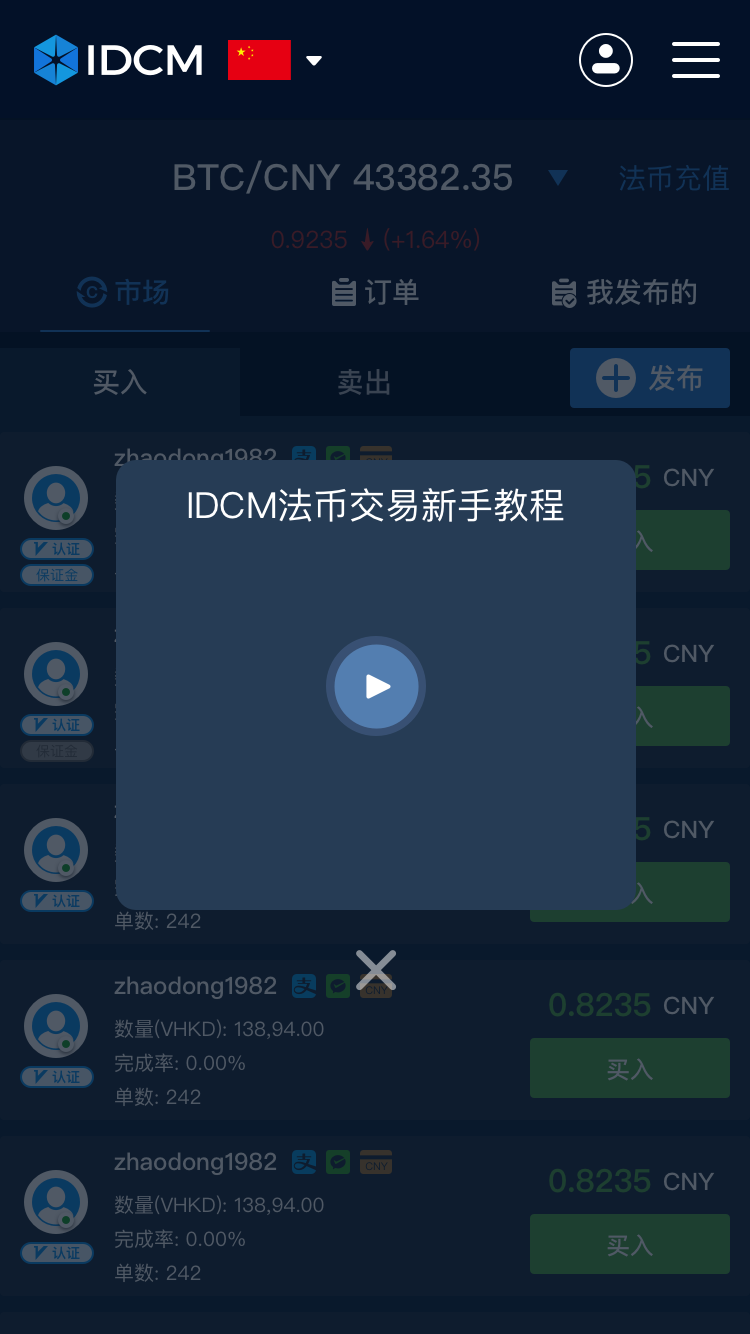 IDCM
BTC/CNY 43382.35
法币充值
0.9235 (+1.64%)
市场
订单
我发布的
买入
卖出
发布
zhaodong1982
支
5 CNY
入
V认证
保证金
IDCM法币交易新手教程
5 CNY
入
V认证
保证金
5 CNY
入
V认证
单数: 242
zhaodong1982
支
CNY
数量(VHKD): 138,94.00
完成率: 0.00%
单数: 242
0.8235 CNY
买入
V认证
zhaodong1982
支
CNY
数量(VHKD): 138,94.00
完成率: 0.00%
单数: 242
0.8235 CNY
买入
V认证